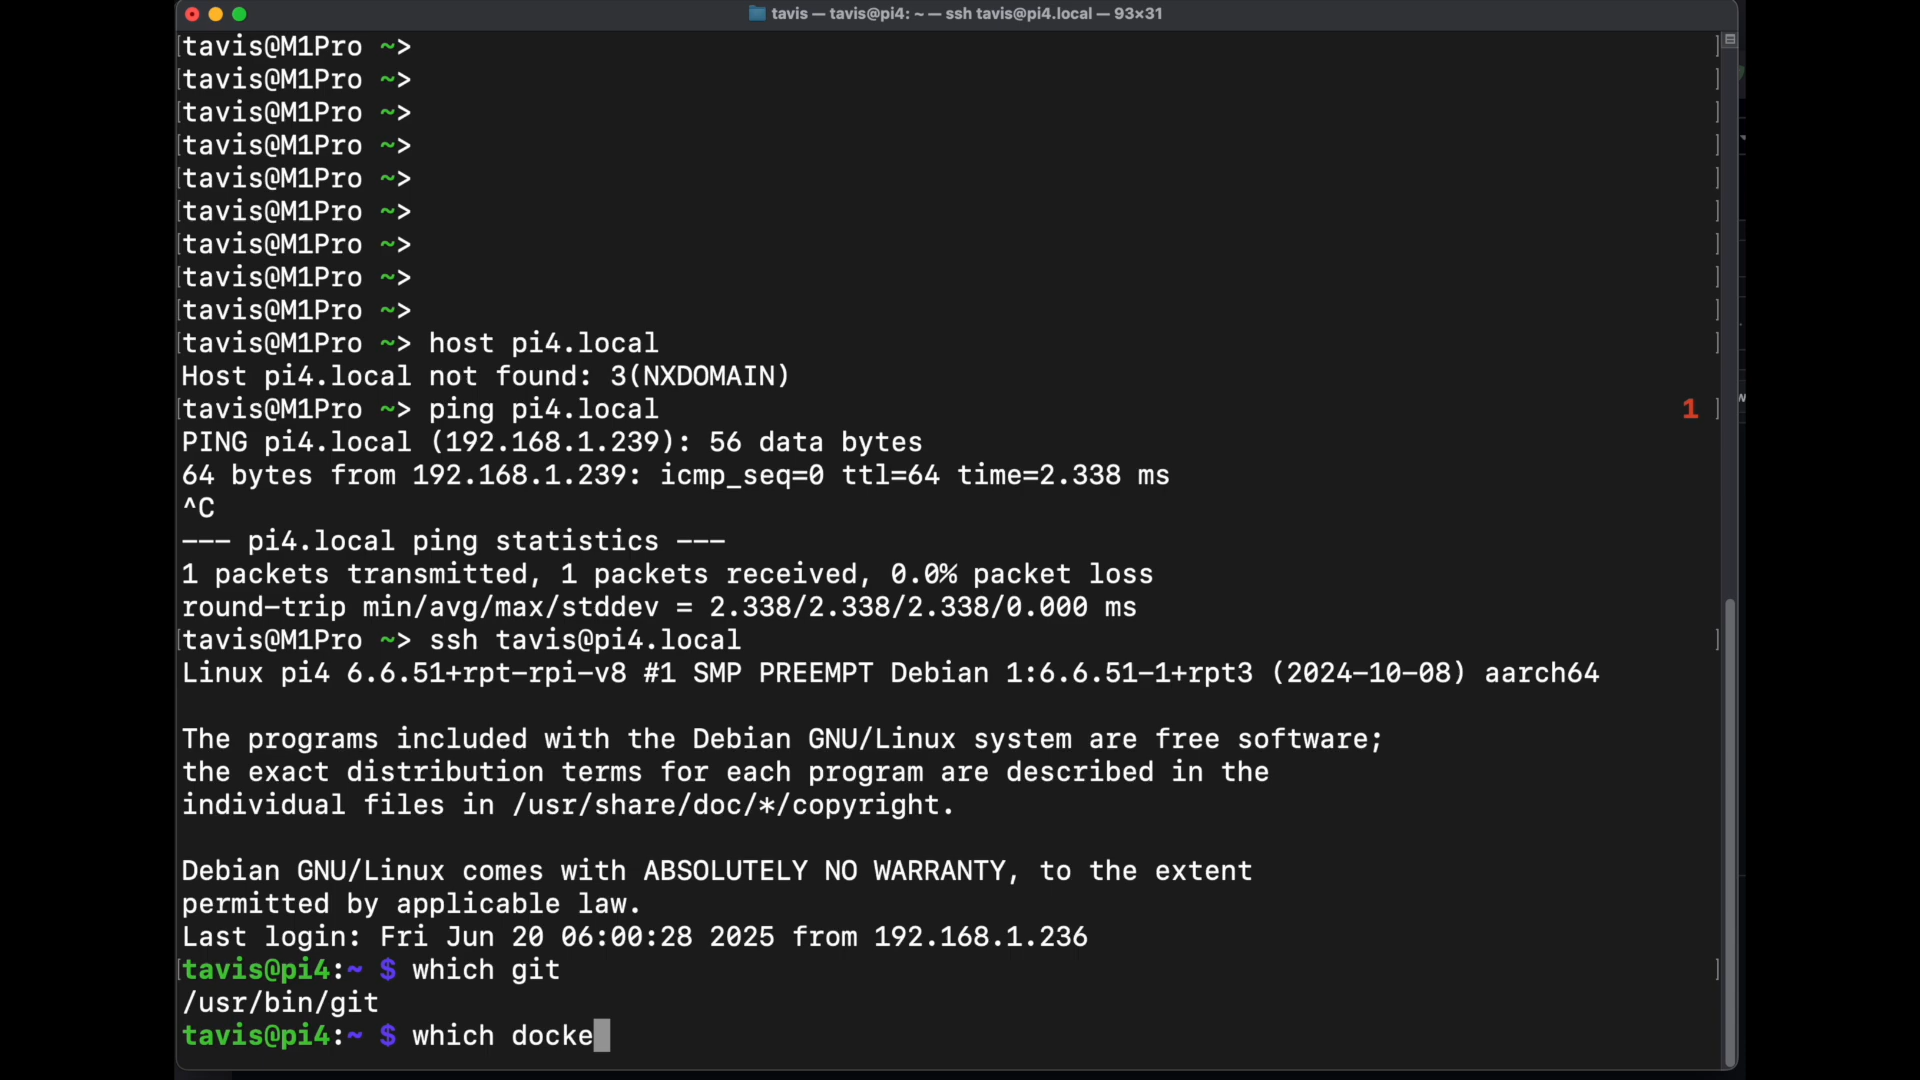 tavis — tavis@pi4: ~ — ssh tavis@pi4.local — 93×31
[tavis@M1Pro ~> ]
[tavis@M1Pro ~> ]
[tavis@M1Pro ~> ]
[tavis@M1Pro ~> ]
[tavis@M1Pro ~> ]
[tavis@M1Pro ~> ]
[tavis@M1Pro ~> ]
[tavis@M1Pro ~> ]
[tavis@M1Pro ~> ]
[tavis@M1Pro ~> host pi4.local ]
Host pi4.local not found: 3(NXDOMAIN)
[tavis@M1Pro ~> ping pi4.local 1 ]
PING pi4.local (192.168.1.239): 56 data bytes
64 bytes from 192.168.1.239: icmp_seq=0 ttl=64 time=2.338 ms
^C
--- pi4.local ping statistics ---
1 packets transmitted, 1 packets received, 0.0% packet loss
round-trip min/avg/max/stddev = 2.338/2.338/2.338/0.000 ms
[tavis@M1Pro ~> ssh tavis@pi4.local ]
Linux pi4 6.6.51+rpt-rpi-v8 #1 SMP PREEMPT Debian 1:6.6.51-1+rpt3 (2024-10-08) aarch64
The programs included with the Debian GNU/Linux system are free software;
the exact distribution terms for each program are described in the
individual files in /usr/share/doc/*/copyright.
Debian GNU/Linux comes with ABSOLUTELY NO WARRANTY, to the extent
permitted by applicable law.
Last login: Fri Jun 20 06:00:28 2025 from 192.168.1.236
[tavis@pi4:~ $ which git ]
/usr/bin/git
tavis@pi4:~ $ which docke